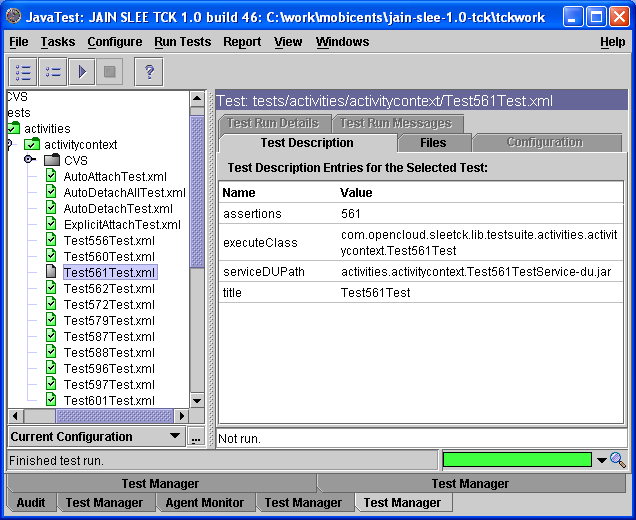 JavaTest: JAIN SLEE TCK 1.0 build 46: C:\work\mobicents\jain-slee-1.0-tck\tckwork
File Tasks Configure Run Tests Report View Windows Help
?
CVS
ests
activities
activitycontext
CVS
AutoAttachTest.xml
AutoDetachAllTest.xml
AutoDetachTest.xml
ExplicitAttachTest.xml
Test556Test.xml
Test560Test.xml
Test561Test.xml
Test562Test.xml
Test572Test.xml
Test579Test.xml
Test587Test.xml
Test588Test.xml
Test596Test.xml
Test597Test.xml
Test601Test.xml
Current Configuration ...
Test: tests/activities/activitycontext/Test561Test.xml
Test Run Details Test Run Messages
Test Description Files Configuration
Test Description Entries for the Selected Test:
Name Value
assertions 561
executeClass com.opencloud.sleetck.lib.testsuite.activities.activit
ycontext.Test561Test
serviceDUPath activities.activitycontext.Test561TestService-du.jar
title Test561Test
Not run.
Finished test run.
Test Manager Test Manager
Audit Test Manager Agent Monitor Test Manager Test Manager